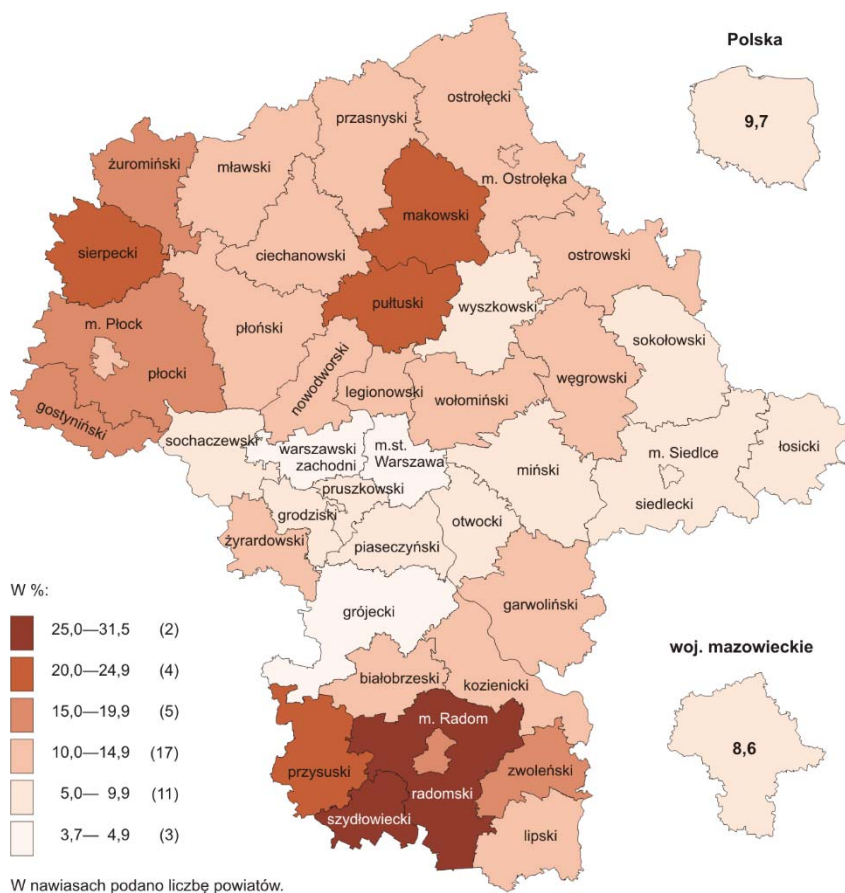 Polska
9,7
ostrołęcki
przasnyski
żuromiński
mławski
m. Ostrołęka
makowski
sierpecki
ciechanowski
ostrowski
pułtuski
wyszkowski
m. Płock
płoński
sokołowski
płocki
nowodworski
legionowski
wołomiński
węgrowski
gostyniński
sochaczewski
warszawski
zachodni
m.st.
Warszawa
miński
m. Siedlce
łosicki
pruszkowski
siedlecki
grodziski
otwocki
żyrardowski
piaseczyński
W %:
25,0—31,5 (2)
20,0—24,9 (4)
15,0—19,9 (5)
10,0—14,9 (17)
5,0— 9,9 (11)
3,7— 4,9 (3)
grójecki
garwoliński
woj. mazowieckie
8,6
białobrzeski
kozienicki
m. Radom
przysuski
zwoleński
radomski
szydłowiecki
lipski
W nawiasach podano liczbę powiatów.